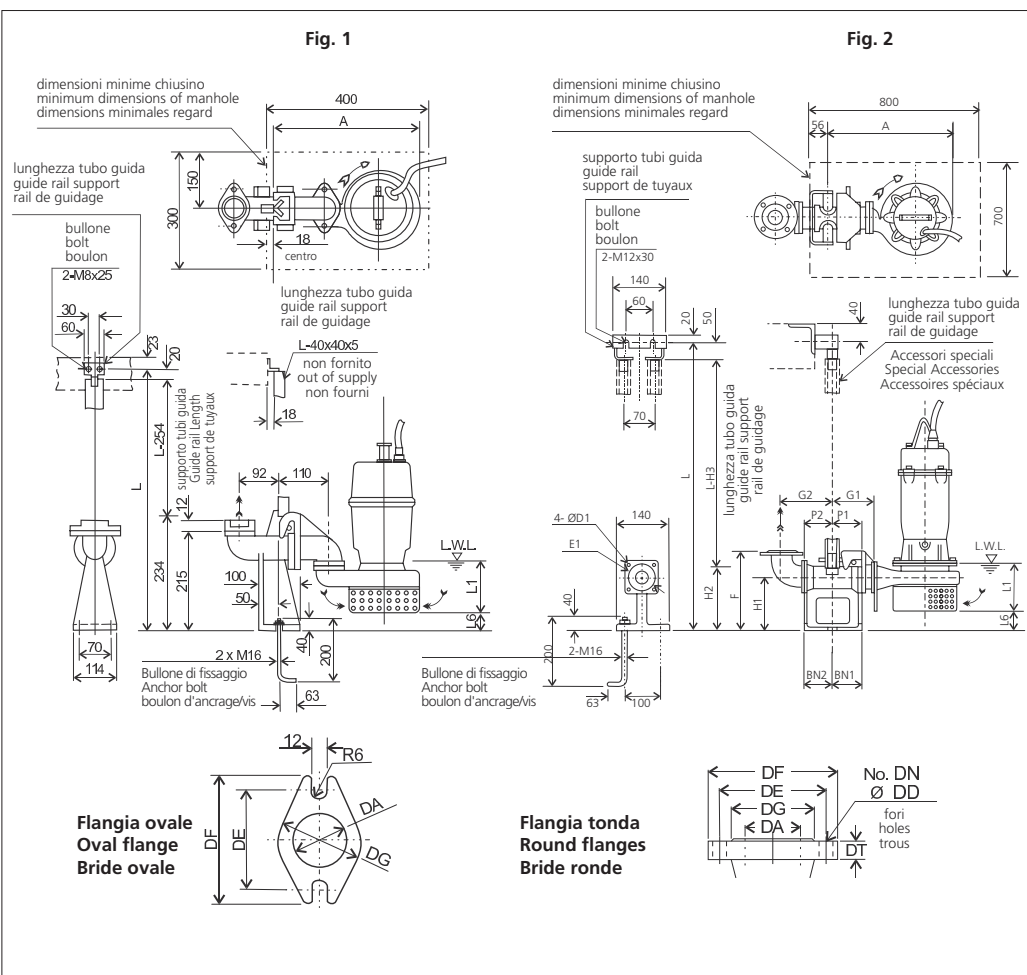 Fig. 1
dimensioni minime chiusino
minimum dimensions of manhole
dimensions minimales regard
400
A
lunghezza tubo guida
guide rail support
rail de guidage
150
300
18
centro
bullone
bolt
boulon
2-M8x25
30
60
23
20
lunghezza tubo guida
guide rail support
rail de guidage
L-40x40x5
non fornito
out of supply
non fourni
18
L
L-254
supporto tubi guida
Guide rail Length
support de tuyaux
12
92
110
234
215
100
50
L.W.L.
L1
L6
40
200
70
114
2 x M16
Bullone di fissaggio
Anchor bolt
boulon d'ancrage/vis
63
Fig. 2
dimensioni minime chiusino
minimum dimensions of manhole
dimensions minimales regard
800
56
A
700
supporto tubi guida
guide rail
support de tuyaux
bullone
bolt
boulon
2-M12x30
140
60
20
50
70
40
lunghezza tubo guida
guide rail support
rail de guidage
Accessori speciali
Special Accessories
Accessoires spéciaux
L
L-H3
lunghezza tubo guida
guide rail support
rail de guidage
4- ØD1
140
E1
G2
G1
P2
P1
L.W.L.
L1
L6
H2
F
H1
40
200
2-M16
Bullone di fissaggio
Anchor bolt
boulon d'ancrage/vis
63
100
BN2
BN1
12
R6
DA
DF
DE
DG
Flangia ovale
Oval flange
Bride ovale
Flangia tonda
Round flanges
Bride ronde
DF
DE
DG
DA
No. DN
Ø DD
fori
holes
trous
DT